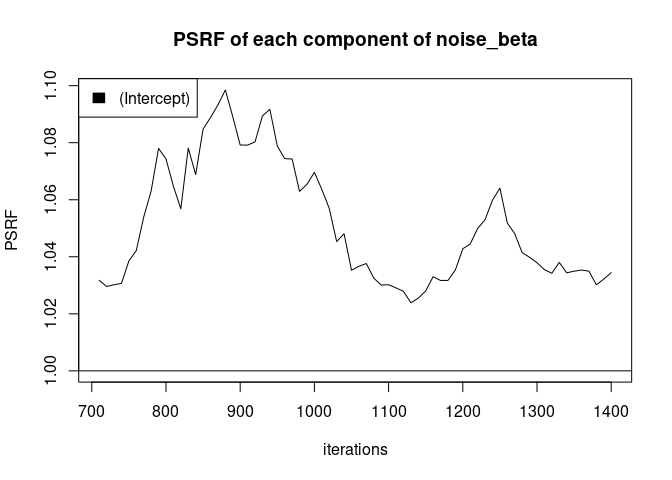 PSRF of each component of noise_beta
(Intercept)
PSRF
1.10
1.08
1.06
1.04
1.02
1.00
700 800 900 1000 1100 1200 1300 1400
iterations